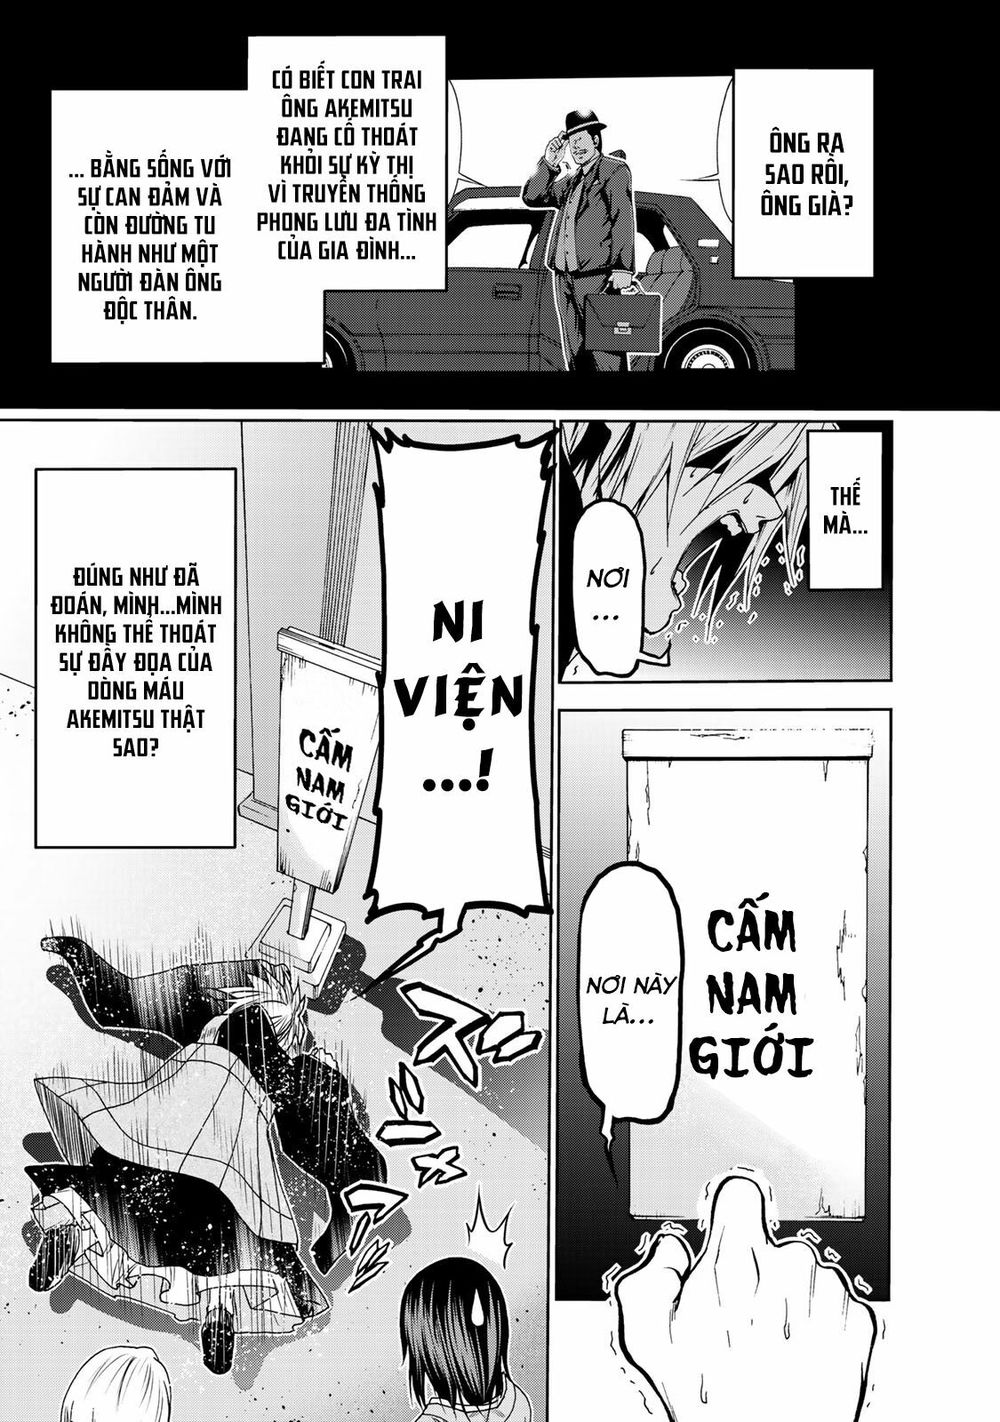 ÔNG RA
SAO RỒI,
ÔNG GIÀ?
CÓ BIẾT CON TRAI
ÔNG AKEMITSU
ĐANG CỐ THOÁT
KHỎI SỰ KỲ THỊ
VÌ TRUYỀN THỐNG
PHONG LƯU ĐA TÌNH
CỦA GIA ĐÌNH...
... BẰNG SỐNG VỚI
SỰ CAN ĐẢM VÀ
CÒN ĐƯỜNG TU
HÀNH NHƯ MỘT
NGƯỜI ĐÀN ÔNG
ĐỘC THÂN.
THẾ
MÀ...
NƠI
...
CẤM
NAM
GIỚI
NƠI NÀY
LÀ...
NI
VIỆN
...!
CẤM
NAM
GIỚI
ĐÚNG NHƯ ĐÃ
ĐOÁN, MÌNH...MÌNH
KHÔNG THỂ THOÁT
SỰ ĐẦY ĐỌA CỦA
DÒNG MÁU
AKEMITSU THẬT
SAO?